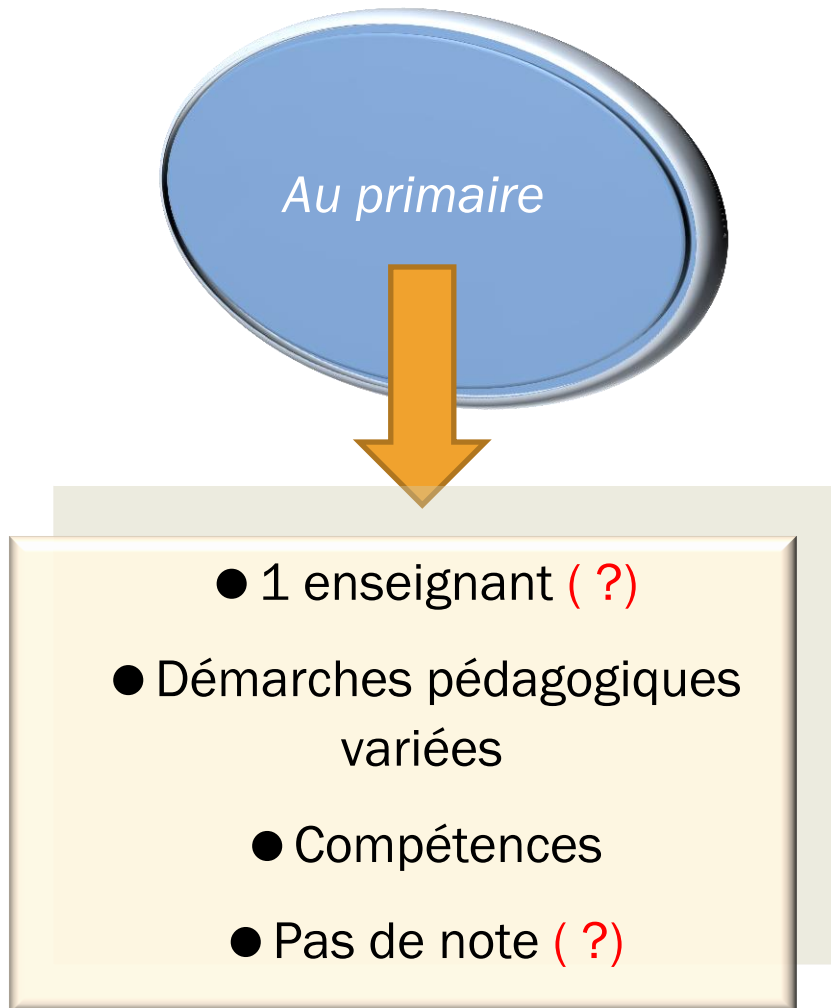 Au primaire
● 1 enseignant ( ?)
● Démarches pédagogiques
variées
● Compétences
● Pas de note ( ?)